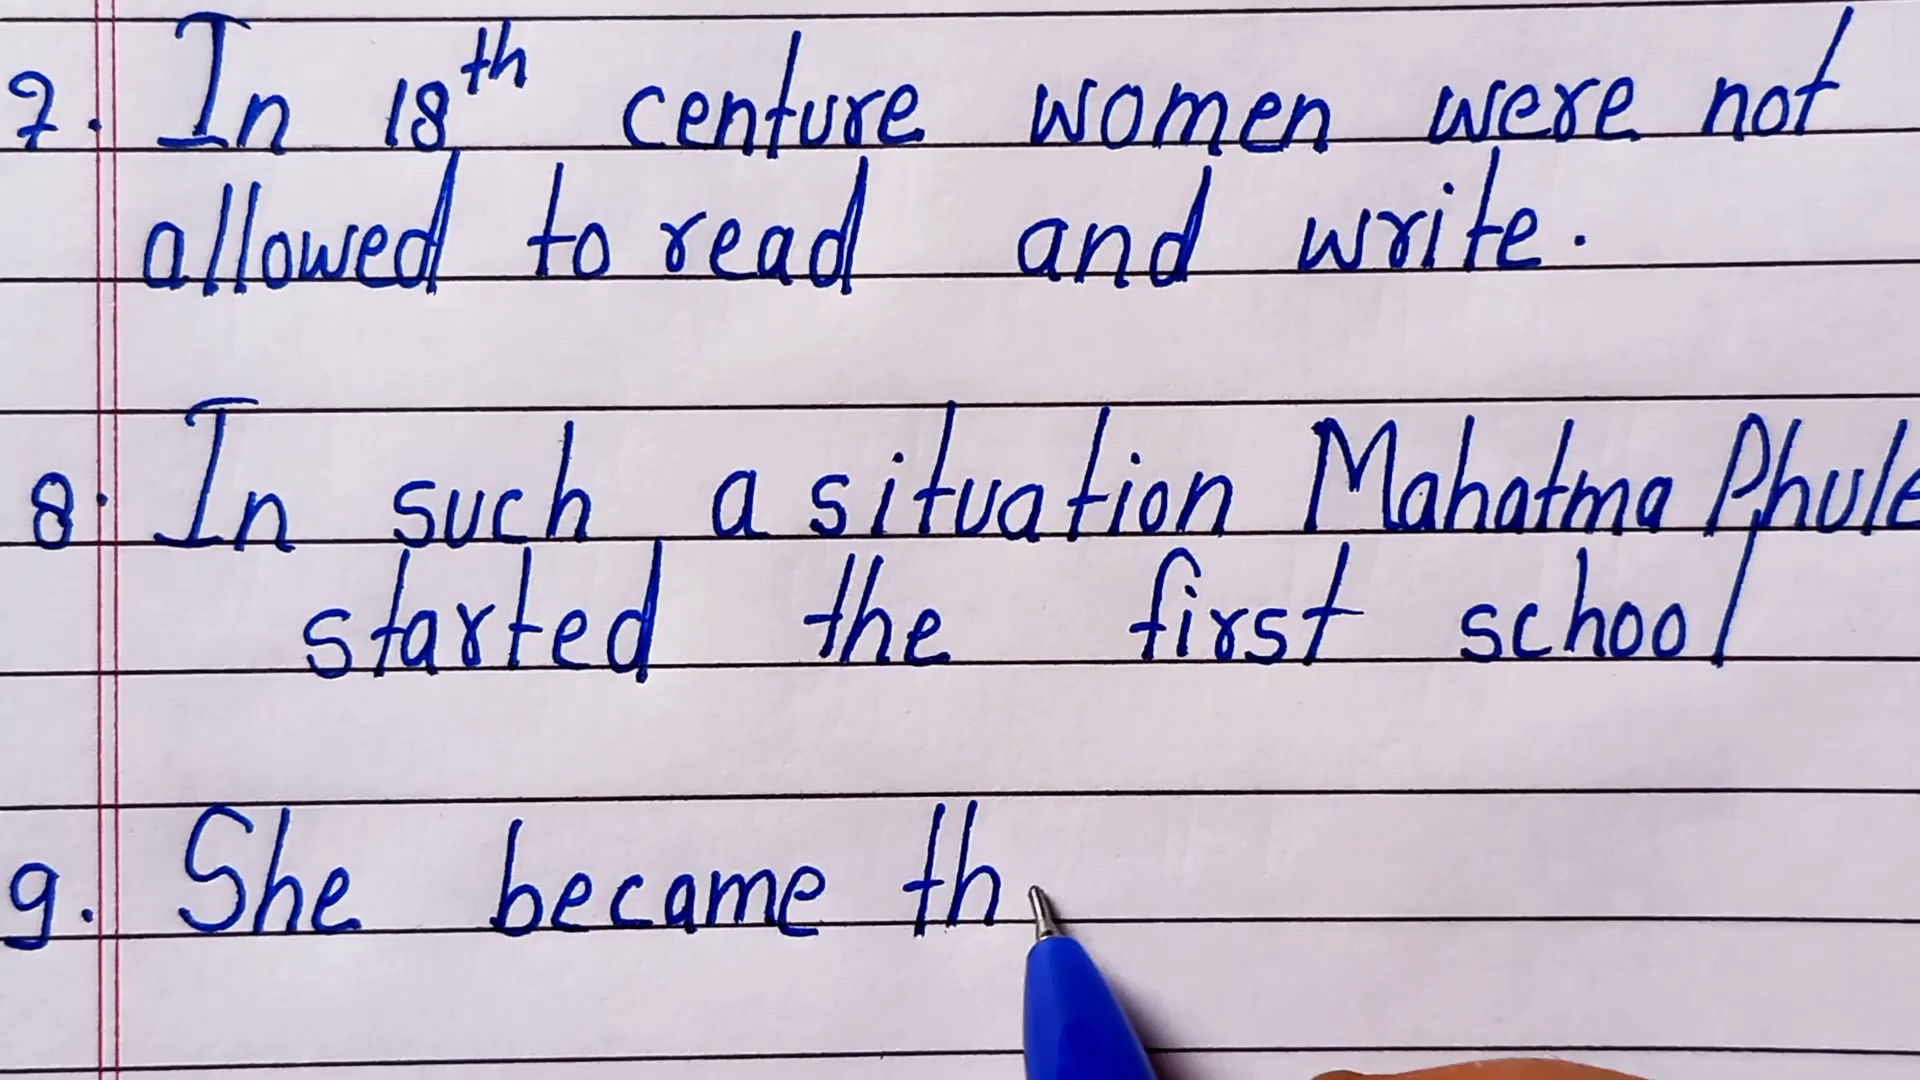 7. In 18th centure women were not
allowed to read and write.
8. In such a situation Mahatma Phule
started the first school
9. She became th